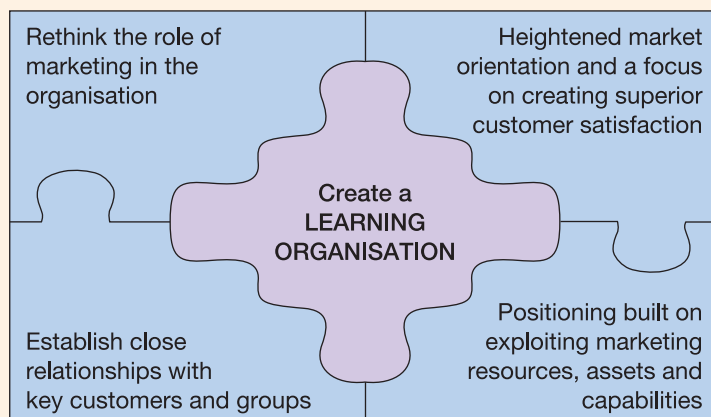 Rethink the role of
marketing in the
organisation
Heightened market
orientation and a focus
on creating superior
customer satisfaction
Create a
LEARNING
ORGANISATION
Establish close
relationships with
key customers and groups
Positioning built on
exploiting marketing
resources, assets and
capabilities